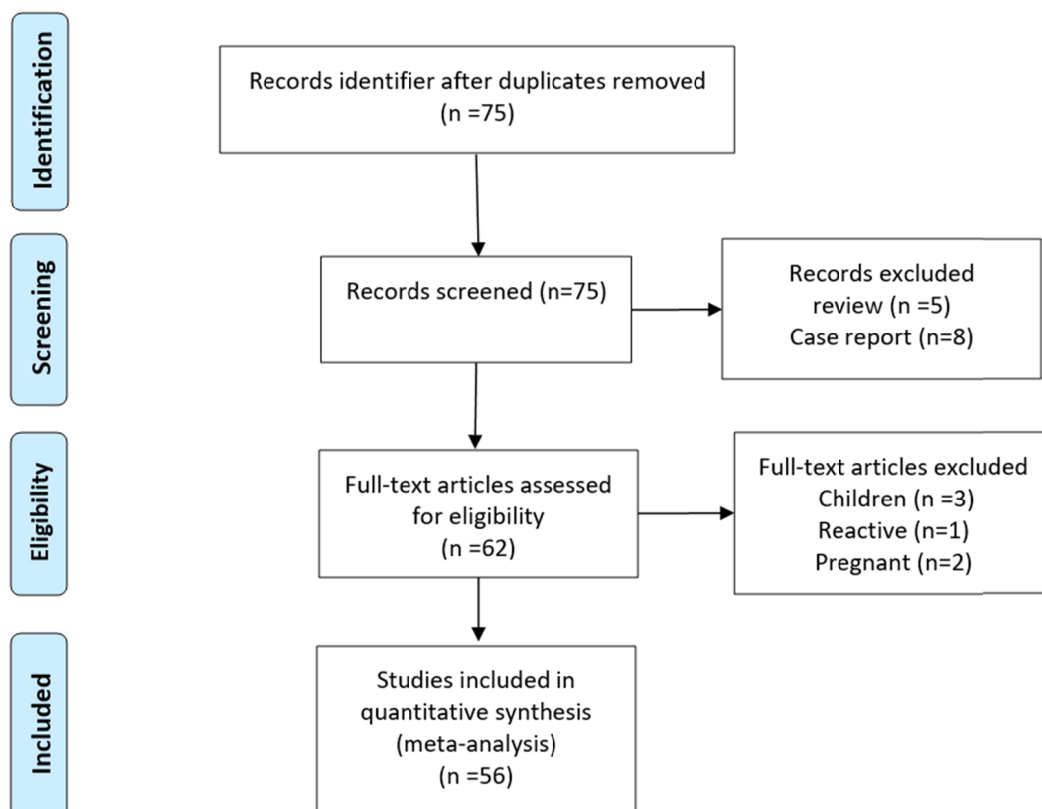 Identification
Records identifier after duplicates removed
(n =75)
Screening
Records screened (n=75)
Records excluded
review (n =5)
Case report (n=8)
Eligibility
Full-text articles assessed
for eligibility
(n =62)
Full-text articles excluded
Children (n =3)
Reactive (n=1)
Pregnant (n=2)
Included
Studies included in
quantitative synthesis
(meta-analysis)
(n =56)